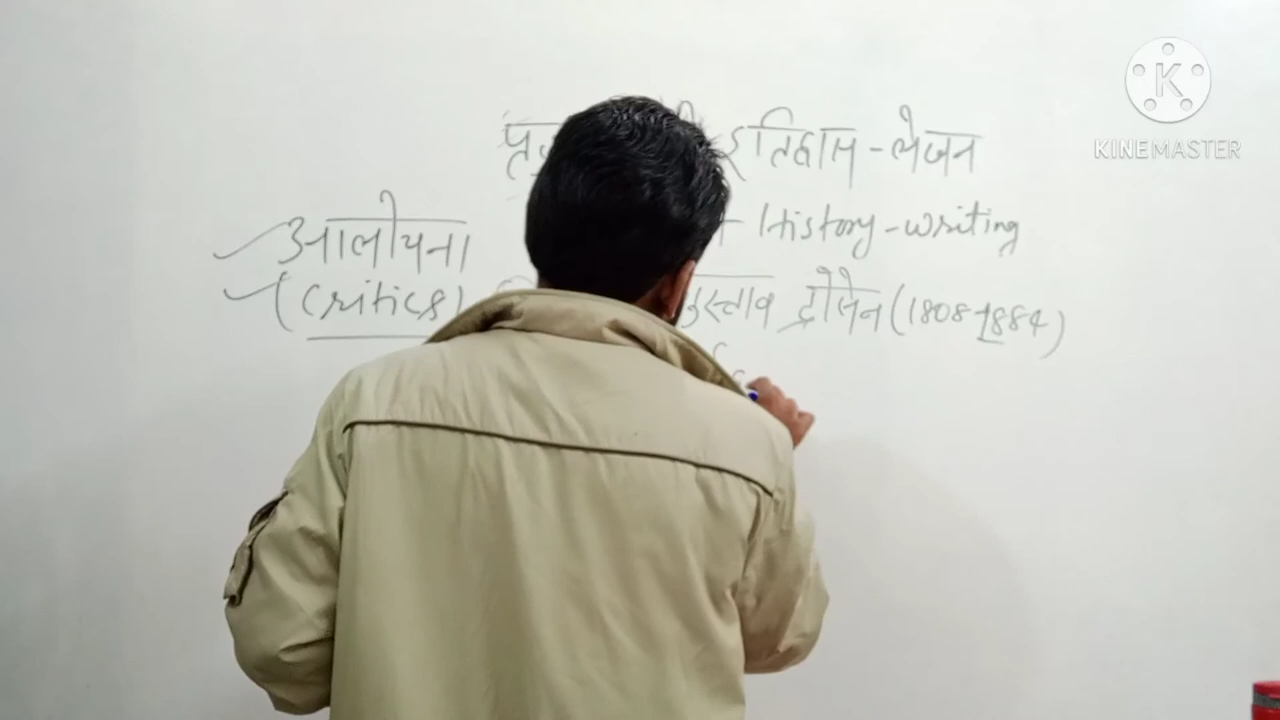 इतिहास-लेखन
आलोचना
History-writing
(critics)
द्रोसेन (1808-1884)
KINEMASTER